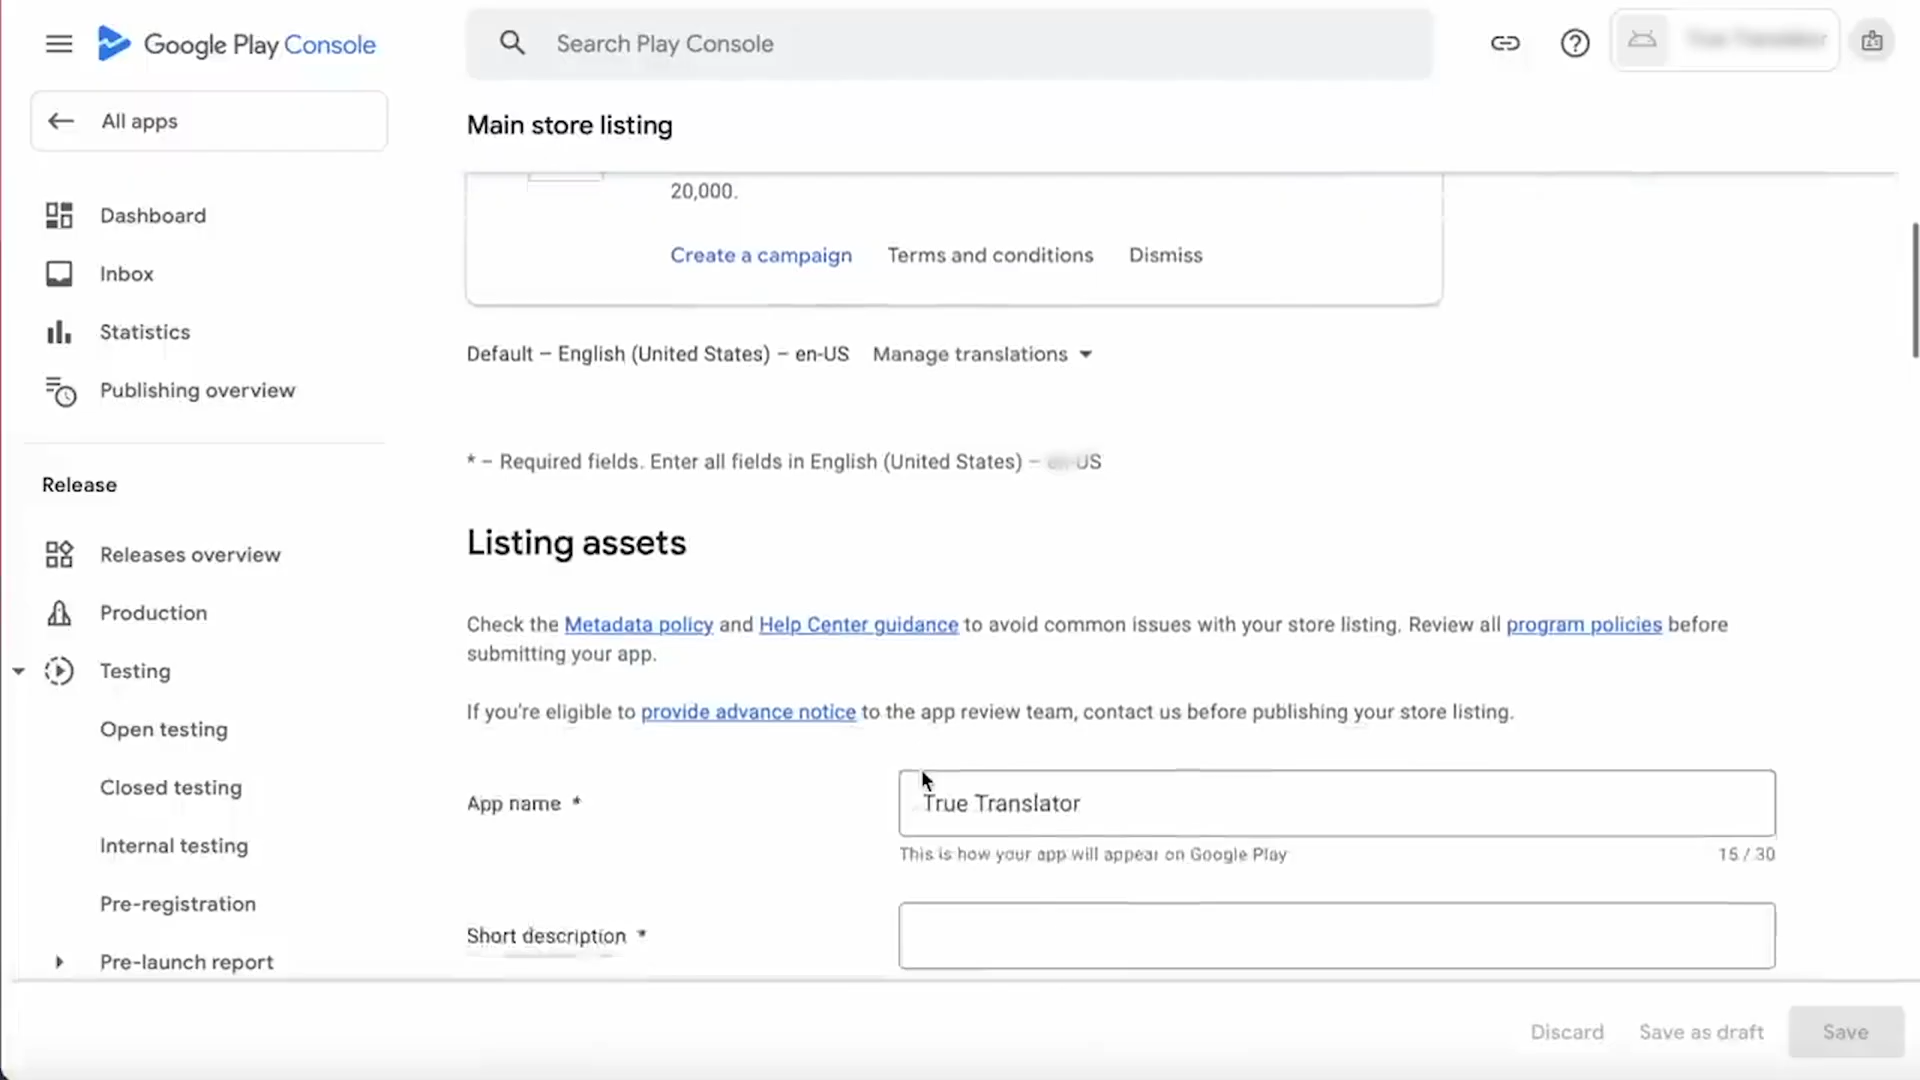 Google Play Console
Search Play Console
All apps
Main store listing
20,000.
Create a campaign Terms and conditions Dismiss
Dashboard
Inbox
Statistics
Publishing overview
Default – English (United States) – en-US Manage translations
* – Required fields. Enter all fields in English (United States) – en-US
Release
Releases overview
Production
Testing
Open testing
Closed testing
Internal testing
Pre-registration
Pre-launch report
Listing assets
Check the Metadata policy and Help Center guidance to avoid common issues with your store listing. Review all program policies before
submitting your app.
If you're eligible to provide advance notice to the app review team, contact us before publishing your store listing.
App name *
True Translator
This is how your app will appear on Google Play
15 / 30
Short description *
Discard Save as draft Save